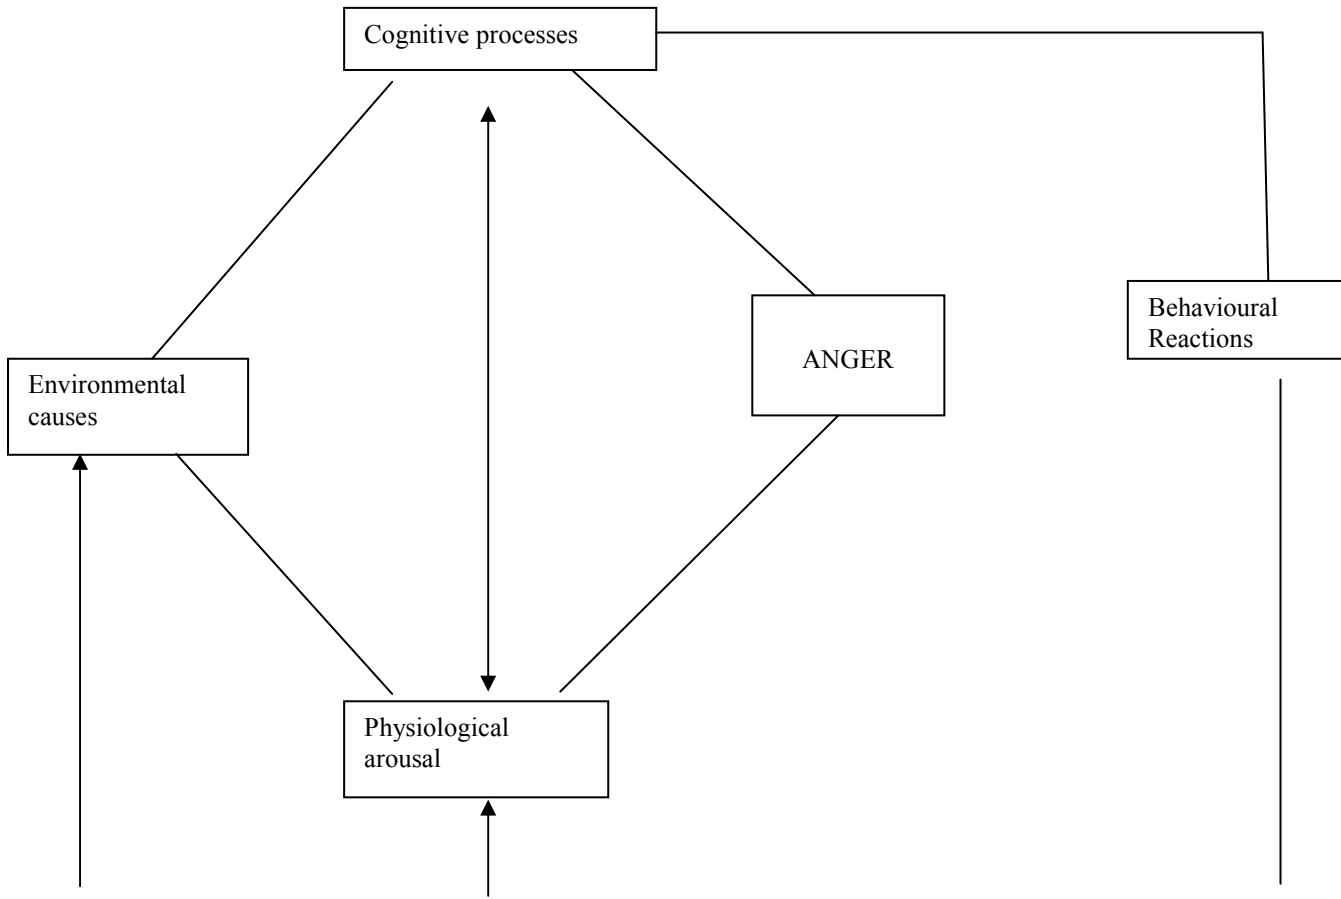 Cognitive processes
Behavioural
Reactions
ANGER
Environmental
causes
Physiological
arousal